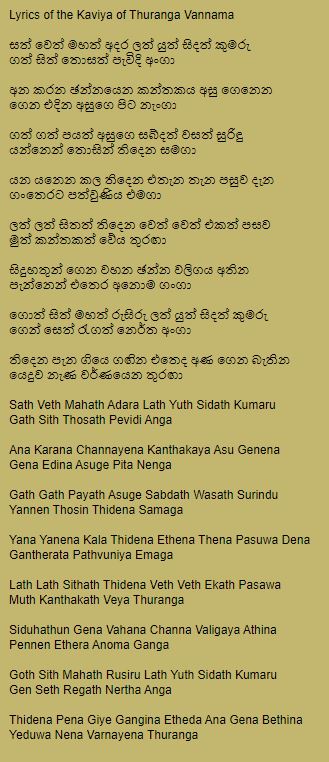 Lyrics of the Kaviya of Thuranga Vannama
සත් වෙත් මහත් අදර ලත් යුත් සිදත් කුමරු
ගත් සිත් තොසත් පැවිදි අංගා
අන කරන ඡන්නයෙන කන්තකය අසු ගෙනෙන
ගෙන එදින අසුගෙ පිට නැංගා
ගත් ගත් පයත් අසුගෙ සබ්දත් වසත් සුරිඳු
යන්නෙන් තොසින් තිදෙන සමගා
යන යනෙන කල තිදෙන එතැන තැන පසුව දැන
ගංතෙරට පත්වුණිය එමගා
ලත් ලත් සිතත් තිදෙන වෙත් වෙත් එකත් පසව
මුත් කන්තකත් වේය තුරඟා
සිදුහතුන් ගෙන වහන ඡන්න වලිගය අතින
පැන්නෙන් එතෙර අනොම ගංගා
ගොත් සිත් මහත් රුසිරු ලත් යුත් සිදත් කුමරු
ගෙන් සෙත් රැගත් නෙර්ත අංගා
තිදෙන පැන ගියෙ ගඟින එතෙද අණ ගෙන බැතින
යෙදුව නැණ වර්ණයෙන තුරඟා
Sath Veth Mahath Adara Lath Yuth Sidath Kumaru
Gath Sith Thosath Pevidi Anga
Ana Karana Channayena Kanthakaya Asu Genena
Gena Edina Asuge Pita Nenga
Gath Gath Payath Asuge Sabdath Wasath Surindu
Yannen Thosin Thidena Samaga
Yana Yanena Kala Thidena Ethena Thena Pasuwa Dena
Gantherata Pathvuniya Emaga
Lath Lath Sithath Thidena Veth Veth Ekath Pasawa
Muth Kanthakath Veya Thuranga
Siduhathun Gena Vahana Channa Valigaya Athina
Pennen Ethera Anoma Ganga
Goth Sith Mahath Rusiru Lath Yuth Sidath Kumaru
Gen Seth Regath Nertha Anga
Thidena Pena Giye Gangina Etheda Ana Gena Bethina
Yeduwa Nena Varnayena Thuranga